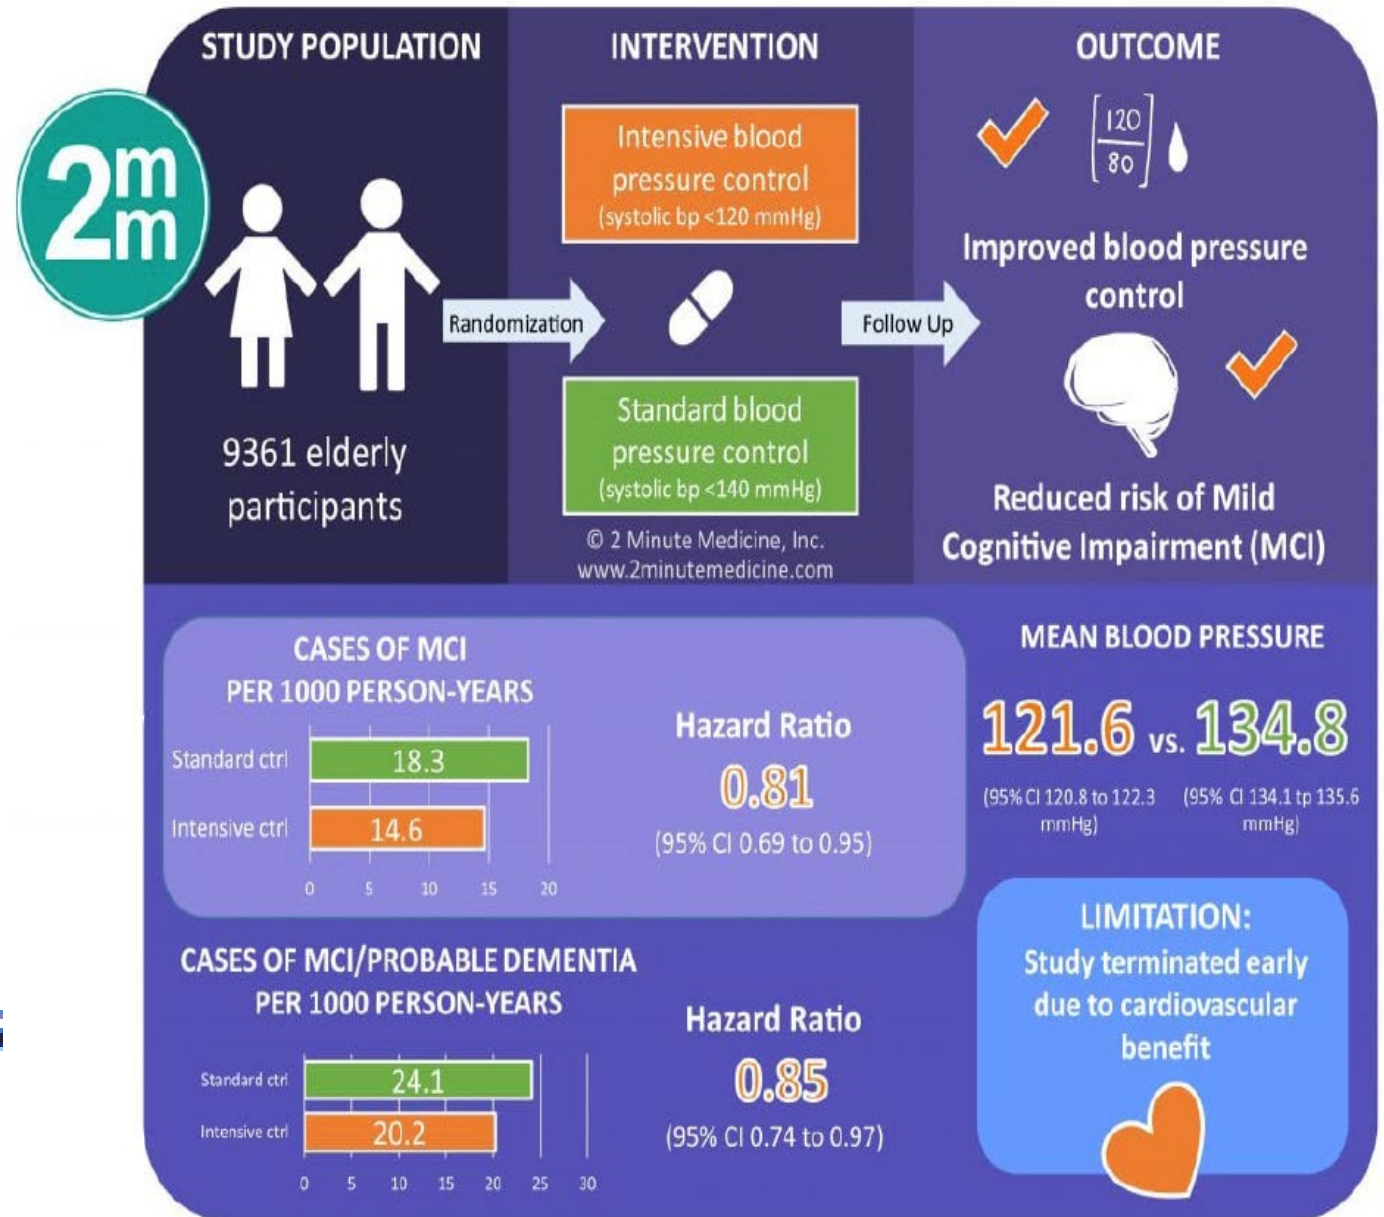 2mm
STUDY POPULATION
9361 elderly
participants
Randomization
INTERVENTION
Intensive blood
pressure control
(systolic bp <120 mmHg)
Standard blood
pressure control
(systolic bp <140 mmHg)
© 2 Minute Medicine, Inc.
www.2minutemedicine.com
Follow Up
OUTCOME
120
80
Improved blood pressure
control
Reduced risk of Mild
Cognitive Impairment (MCI)
CASES OF MCI
PER 1000 PERSON-YEARS
Standard ctrl 18.3
Intensive ctrl 14.6
0 5 10 15 20
Hazard Ratio
0.81
(95% CI 0.69 to 0.95)
MEAN BLOOD PRESSURE
121.6 vs. 134.8
(95%CI 120.8 to 122.3
mmHg)
(95% CI 134.1 tp 135.6
mmHg)
CASES OF MCI/PROBABLE DEMENTIA
PER 1000 PERSON-YEARS
Standard ctrl 24.1
Intensive ctrl 20.2
0 5 10 15 20 25 30
Hazard Ratio
0.85
(95% CI 0.74 to 0.97)
LIMITATION:
Study terminated early
due to cardiovascular
benefit